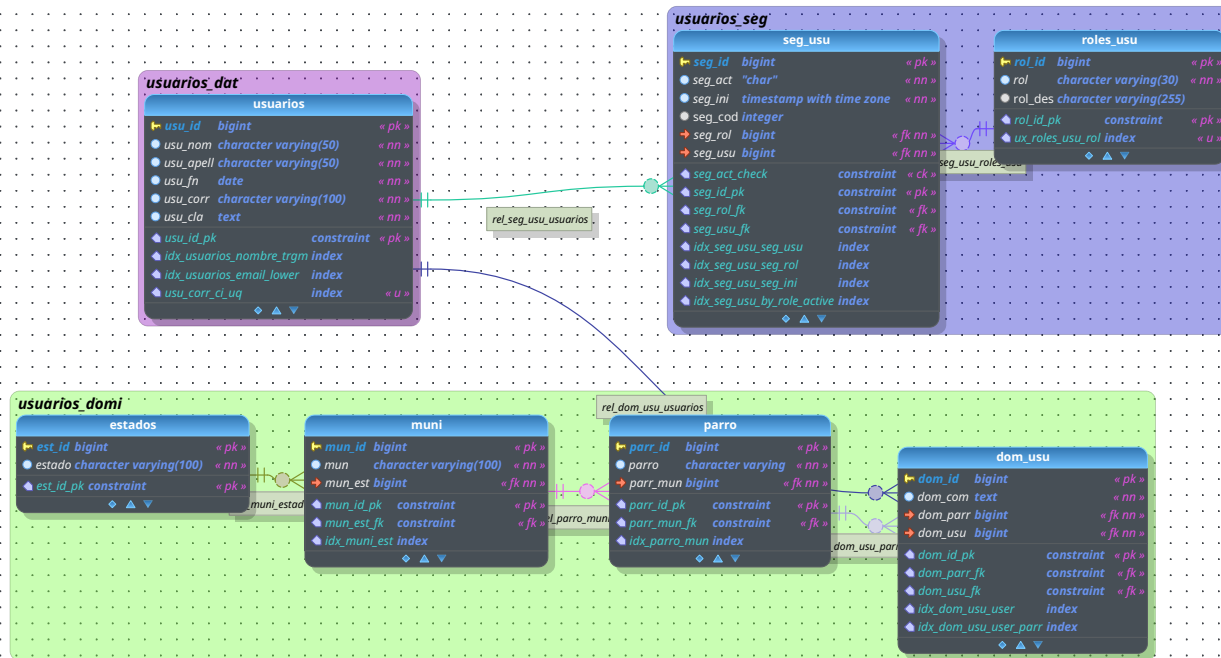 usuarios_seg
seg_usu
seg_id bigint « pk »
seg_act "char" « nn »
seg_ini timestamp with time zone « nn »
seg_cod integer
seg_rol bigint « fk nn »
seg_usu bigint « fk nn »
seg_act_check constraint « ck »
seg_id_pk constraint « pk »
seg_rol_fk constraint « fk »
seg_usu_fk constraint « fk »
idx_seg_usu_seg_usu index
idx_seg_usu_seg_rol index
idx_seg_usu_seg_ini index
idx_seg_usu_by_role_active index
roles_usu
rol_id bigint « pk »
rol character varying(30) « nn »
rol_des character varying(255)
rol_id_pk constraint « pk »
ux_roles_usu_rol index « u »
seg_usu_roles_usu
usuarios_dat
usuarios
usu_id bigint « pk »
usu_nom character varying(50) « nn »
usu_apell character varying(50) « nn »
usu_fn date « nn »
usu_corr character varying(100) « nn »
usu_cla text « nn »
usu_id_pk constraint « pk »
idx_usuarios_nombre_trgm index
idx_usuarios_email_lower index
usu_corr_ci_uq index « u »
rel_seg_usu_usuarios
usuarios_domi
rel_dom_usu_usuarios
estados
est_id bigint « pk »
estado character varying(100) « nn »
est_id_pk constraint « pk »
_muni_estad
muni
mun_id bigint « pk »
mun character varying(100) « nn »
mun_est bigint « fk nn »
mun_id_pk constraint « pk »
mun_est_fk constraint « fk »
idx_muni_est index
el_parro_muni
parro
parr_id bigint « pk »
parro character varying « nn »
parr_mun bigint « fk nn »
parr_id_pk constraint « pk »
parr_mun_fk constraint « fk »
idx_parro_mun index
_dom_usu_parr
dom_usu
dom_id bigint « pk »
dom_com text « nn »
dom_parr bigint « fk nn »
dom_usu bigint « fk nn »
dom_id_pk constraint « pk »
dom_parr_fk constraint « fk »
dom_usu_fk constraint « fk »
idx_dom_usu_user index
idx_dom_usu_user_parr index